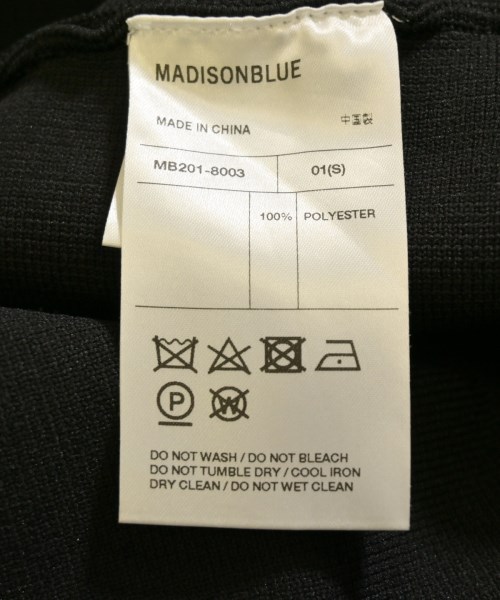 MADISONBLUE
MADE IN CHINA 中国製
MB201-8003 01(S)
100% POLYESTER
P W
DO NOT WASH / DO NOT BLEACH
DO NOT TUMBLE DRY / COOL IRON
DRY CLEAN / DO NOT WET CLEAN